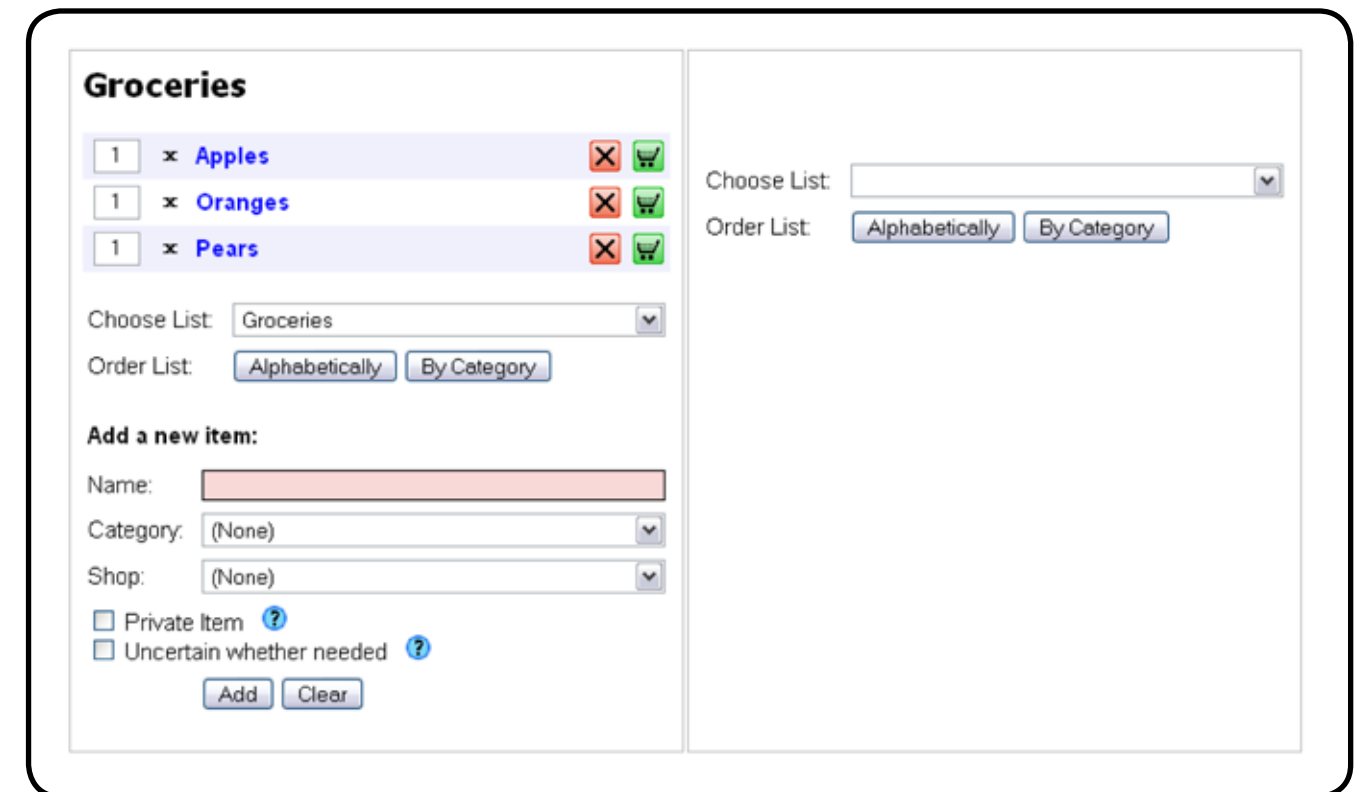 Groceries
1 x Apples
1 x Oranges
1 x Pears
Choose List: Groceries
Order List: Alphabetically By Category
Add a new item:
Name:
Category: (None)
Shop: (None)
Private Item ?
Uncertain whether needed ?
Add Clear
Choose List:
Order List: Alphabetically By Category